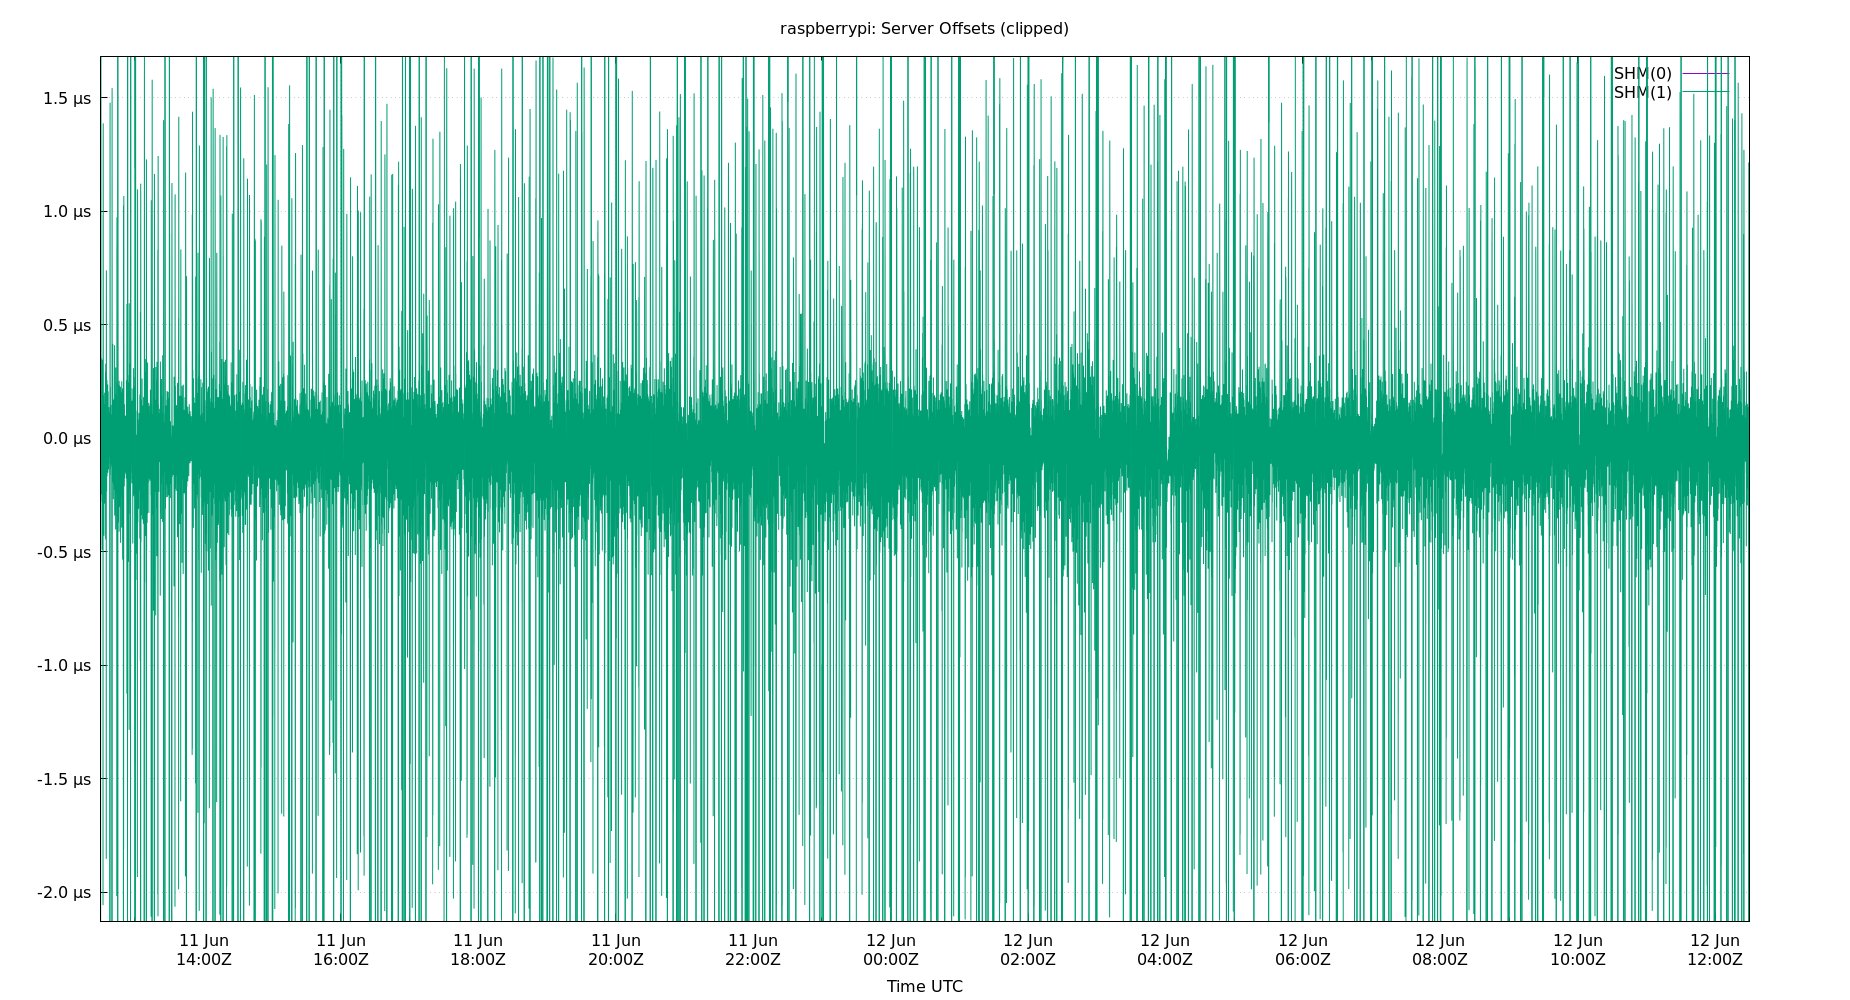 raspberrypi: Server Offsets (clipped)
SHM(0)
SHM(1)
1.5 µs
1.0 µs
0.5 µs
0.0 µs
-0.5 µs
-1.0 µs
-1.5 µs
-2.0 µs
11 Jun 11 Jun 11 Jun 11 Jun 11 Jun 12 Jun 12 Jun 12 Jun 12 Jun 12 Jun 12 Jun 12 Jun
14:00Z 16:00Z 18:00Z 20:00Z 22:00Z 00:00Z 02:00Z 04:00Z 06:00Z 08:00Z 10:00Z 12:00Z
Time UTC